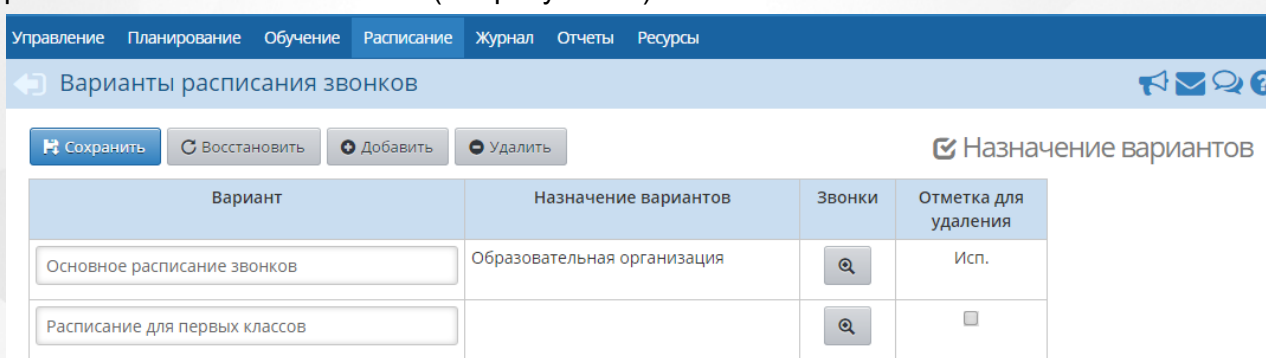 Управление Планирование Обучение Расписание Журнал Отчеты Ресурсы
Варианты расписания звонков
Сохранить Восстановить Добавить Удалить
Назначение вариантов
Вариант Назначение вариантов Звонки Отметка для удаления
Основное расписание звонков Образовательная организация Исп.
Расписание для первых классов